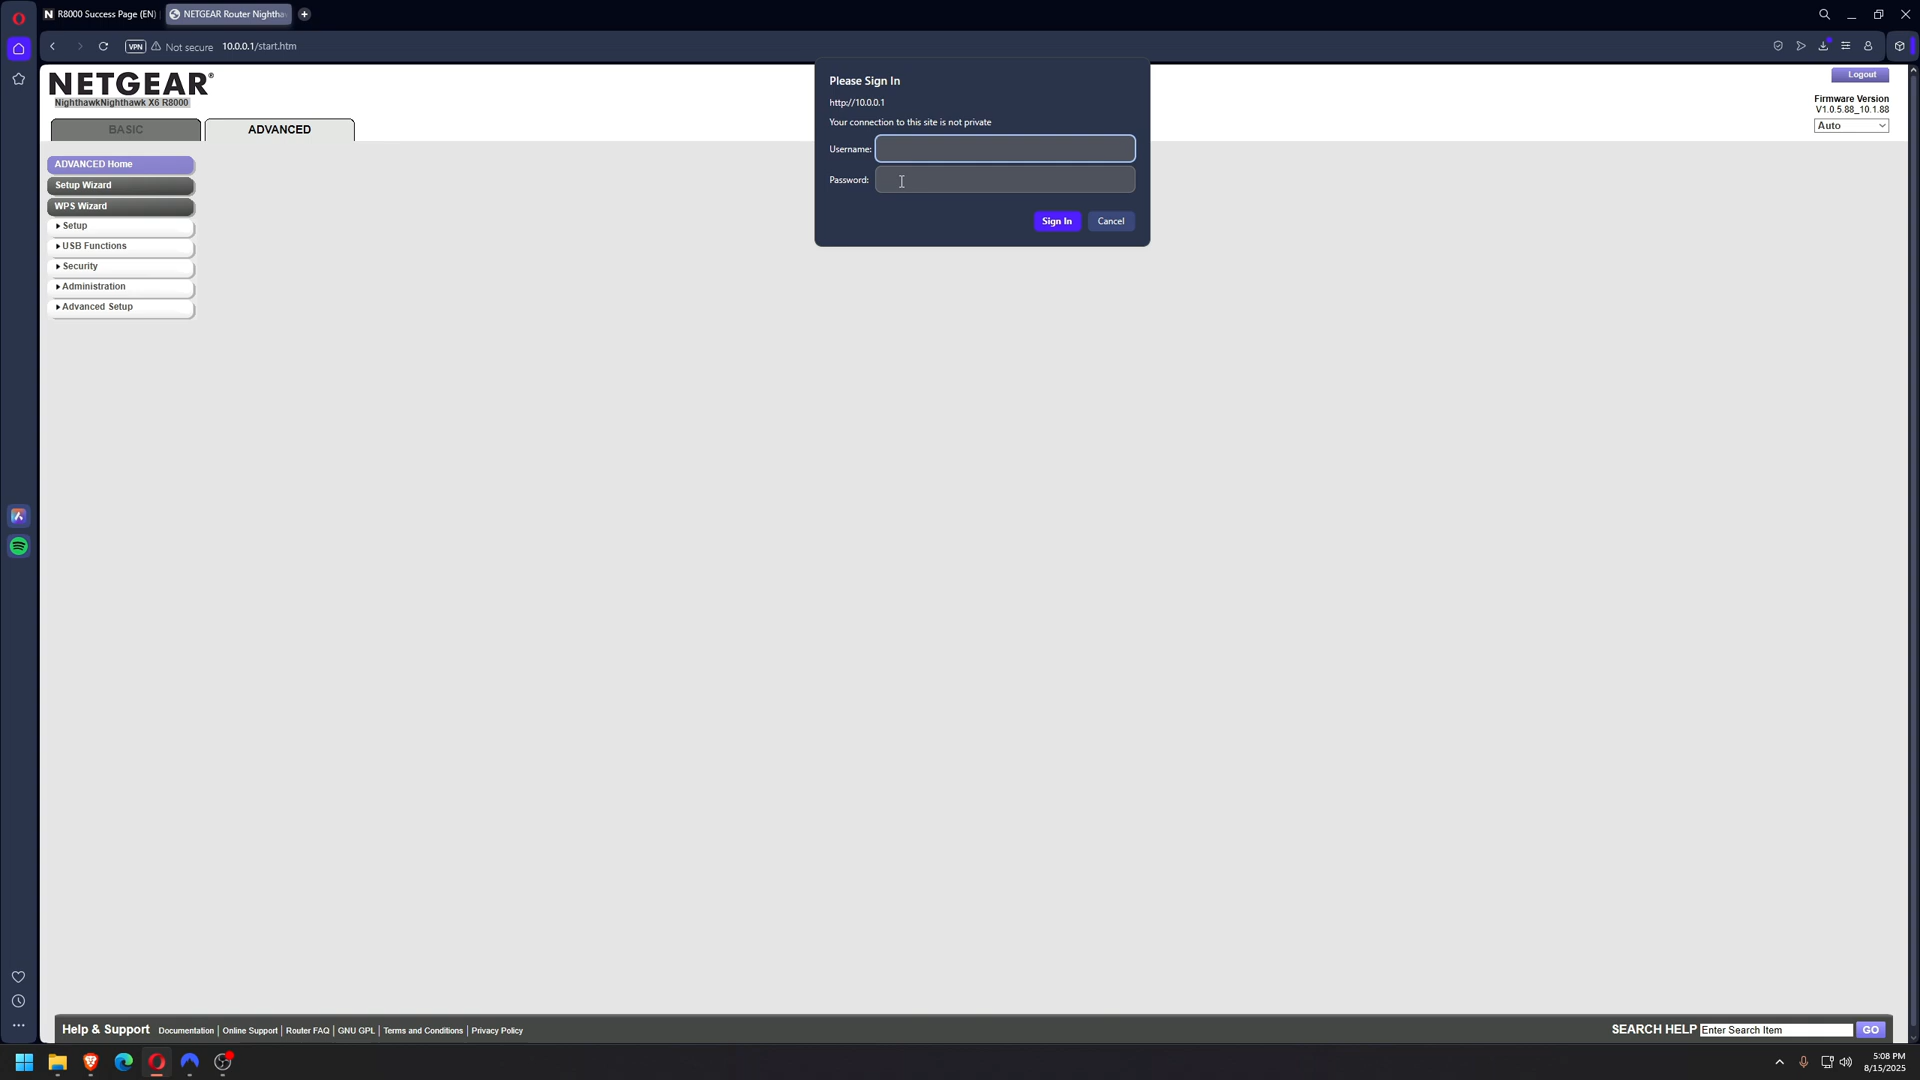 R8000 Success Page (EN)
NETGEAR Router Nightha
VPN
Not secure
10.0.0.1/start.htm
NETGEAR®
NighthawkNighthawk X6 R8000
BASIC
ADVANCED
Logout
Firmware Version
V1.0.5.88_10.1.88
Auto
ADVANCED Home
Setup Wizard
WPS Wizard
Setup
USB Functions
Security
Administration
Advanced Setup
Please Sign In
http://10.0.0.1
Your connection to this site is not private
Username:
Password:
Sign In
Cancel
Help & Support
Documentation | Online Support | Router FAQ | GNU GPL | Terms and Conditions | Privacy Policy
SEARCH HELP
Enter Search Item
GO
5:08 PM
8/15/2025